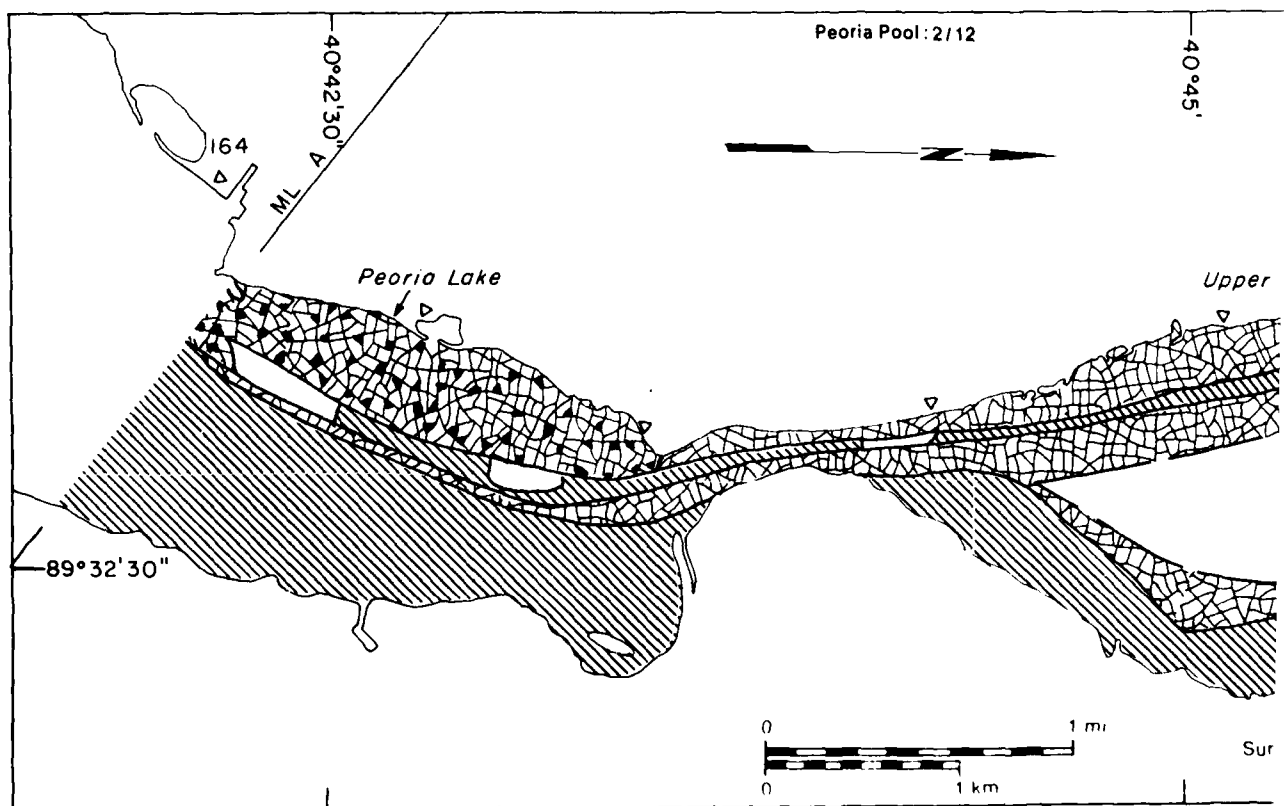 Peoria Pool: 2/12
40°42'30"
40°45'
164
ML A
N
Peoria Lake
Upper
89°32'30"
0 1 mi
0 1 km
Sur